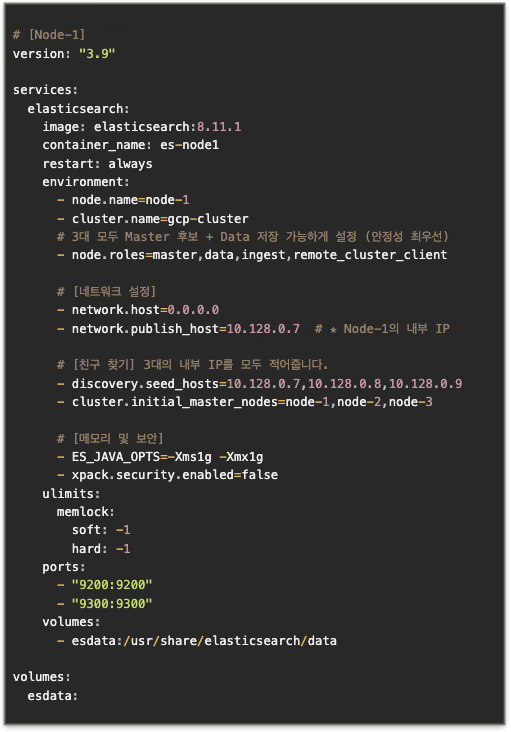 # [Node-1]
version: "3.9"

services:
  elasticsearch:
    image: elasticsearch:8.11.1
    container_name: es-node1
    restart: always
    environment:
      - node.name=node-1
      - cluster.name=gcp-cluster
      # 3대 모두 Master 후보 + Data 저장 가능하게 설정 (안정성 최우선)
      - node.roles=master,data,ingest,remote_cluster_client

      # [네트워크 설정]
      - network.host=0.0.0.0
      - network.publish_host=10.128.0.7  # ★ Node-1의 내부 IP

      # [친구 찾기] 3대의 내부 IP를 모두 적어줍니다.
      - discovery.seed_hosts=10.128.0.7,10.128.0.8,10.128.0.9
      - cluster.initial_master_nodes=node-1,node-2,node-3

      # [메모리 및 보안]
      - ES_JAVA_OPTS=-Xms1g -Xmx1g
      - xpack.security.enabled=false
    ulimits:
      memlock:
        soft: -1
        hard: -1
    ports:
      - "9200:9200"
      - "9300:9300"
    volumes:
      - esdata:/usr/share/elasticsearch/data

volumes:
  esdata: